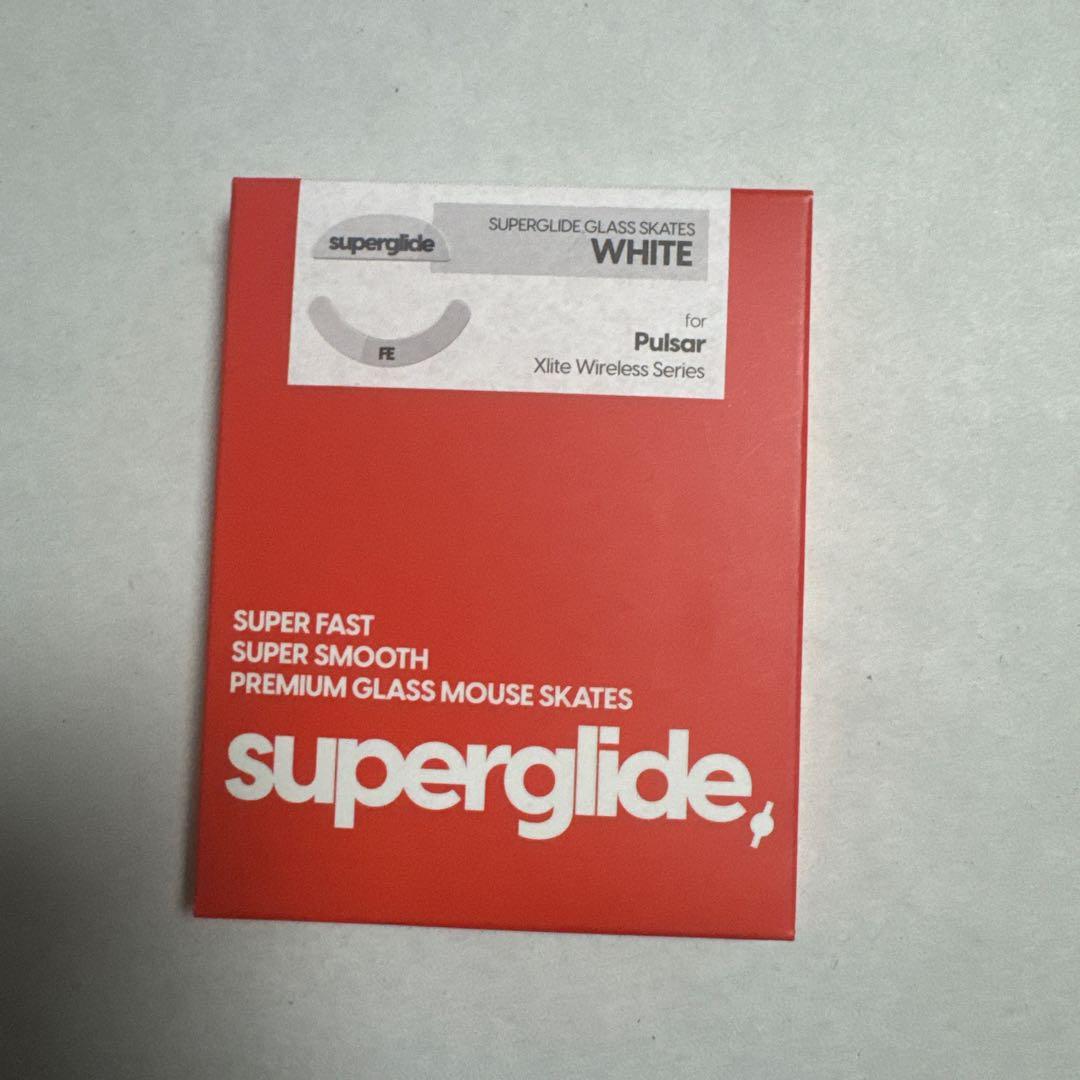 superglide
SUPERGLIDE GLASS SKATES
WHITE
FE
for
Pulsar
Xlite Wireless Series
SUPER FAST
SUPER SMOOTH
PREMIUM GLASS MOUSE SKATES
superglide